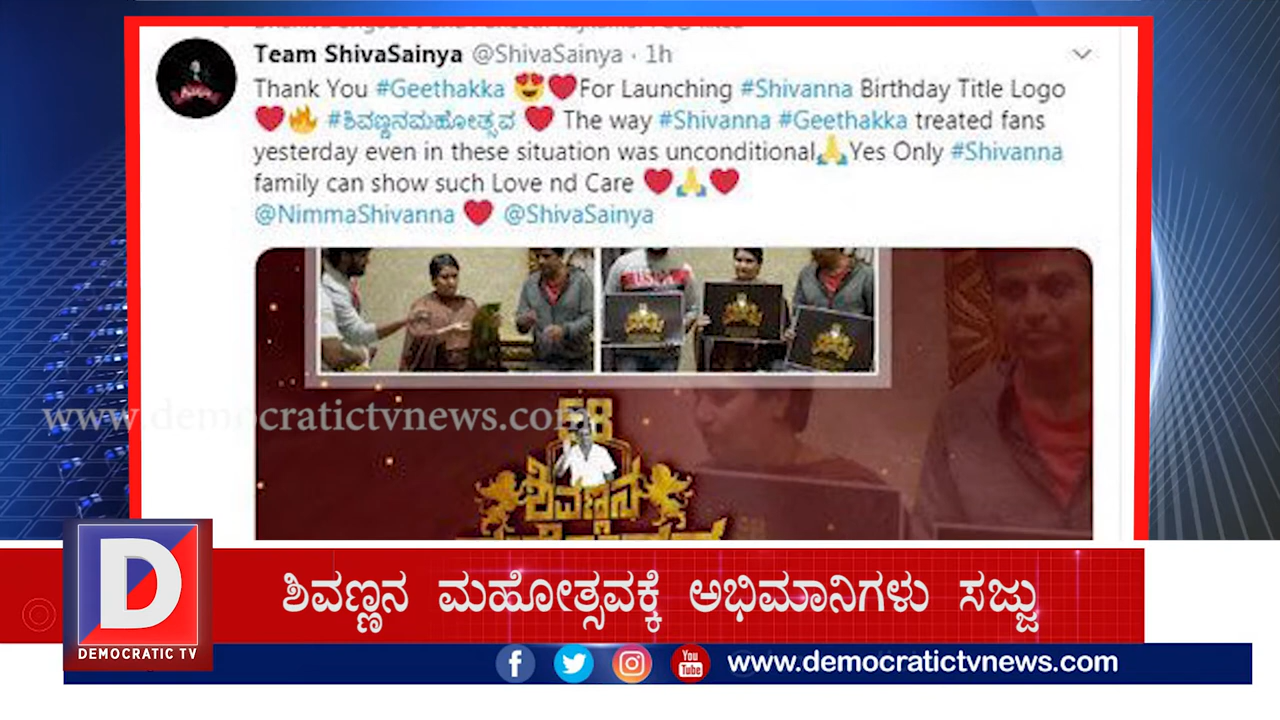 Team ShivaSainya @ShivaSainya · 1h
Thank You #Geethakka 😍❤️For Launching #Shivanna Birthday Title Logo
❤️🔥 #ಶಿವಣ್ಣನಮಹೋತ್ಸವ ❤️ The way #Shivanna #Geethakka treated fans
yesterday even in these situation was unconditional🙏Yes Only #Shivanna
family can show such Love nd Care ❤️🙏❤️
@NimmaShivanna ❤️ @ShivaSainya
www.democratictvnews.com
58
ಶಿವಣ್ಣನ
D
DEMOCRATIC TV
ಶಿವಣ್ಣನ ಮಹೋತ್ಸವಕ್ಕೆ ಅಭಿಮಾನಿಗಳು ಸಜ್ಜು
You Tube
www.democratictvnews.com